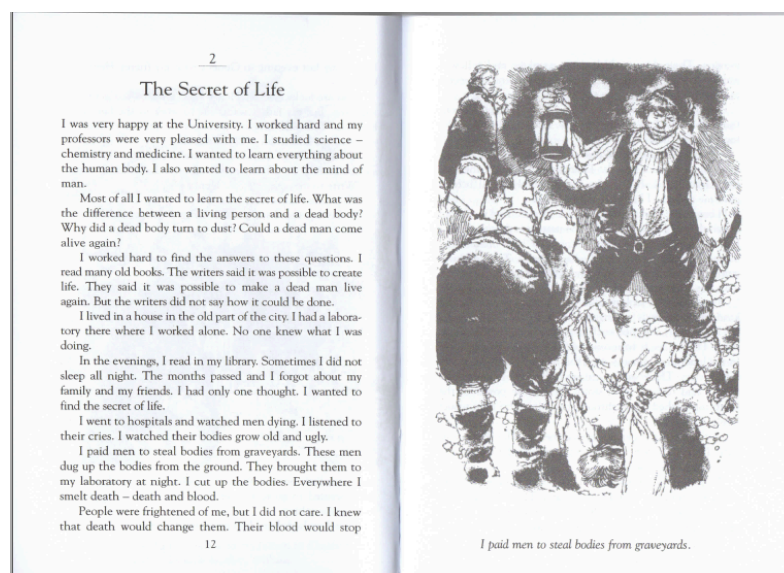 2
The Secret of Life
I was very happy at the University. I worked hard and my
professors were very pleased with me. I studied science –
chemistry and medicine. I wanted to learn everything about
the human body. I also wanted to learn about the mind of
man.
Most of all I wanted to learn the secret of life. What was
the difference between a living person and a dead body?
Why did a dead body turn to dust? Could a dead man come
alive again?
I worked hard to find the answers to these questions. I
read many old books. The writers said it was possible to create
life. They said it was possible to make a dead man live
again. But the writers did not say how it could be done.
I lived in a house in the old part of the city. I had a labora-
tory there where I worked alone. No one knew what I was
doing.
In the evenings, I read in my library. Sometimes I did not
sleep all night. The months passed and I forgot about my
family and my friends. I had only one thought. I wanted to
find the secret of life.
I went to hospitals and watched men dying. I listened to
their cries. I watched their bodies grow old and ugly.
I paid men to steal bodies from graveyards. These men
dug up the bodies from the ground. They brought them to
my laboratory at night. I cut up the bodies. Everywhere I
smelt death – death and blood.
People were frightened of me, but I did not care. I knew
that death would change them. Their blood would stop
12
I paid men to steal bodies from graveyards.